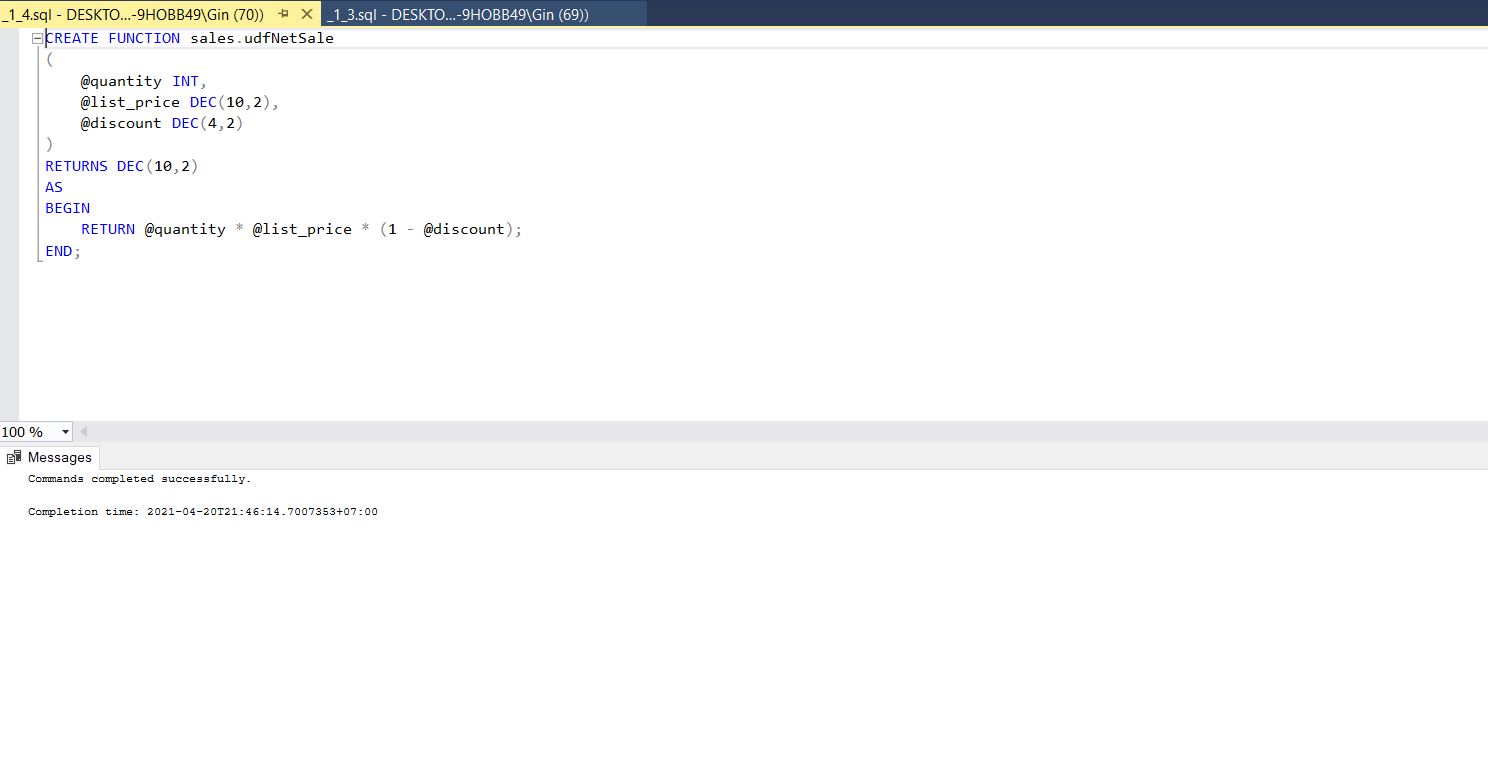 _1_4.sql - DESKTO...-9HOBB49\Gin (70))
_1_3.sql - DESKTO...-9HOBB49\Gin (69))
CREATE FUNCTION sales.udfNetSale
(
    @quantity INT,
    @list_price DEC(10,2),
    @discount DEC(4,2)
)
RETURNS DEC(10,2)
AS
BEGIN
    RETURN @quantity * @list_price * (1 - @discount);
END;
100 %
Messages
Commands completed successfully.
Completion time: 2021-04-20T21:46:14.7007353+07:00